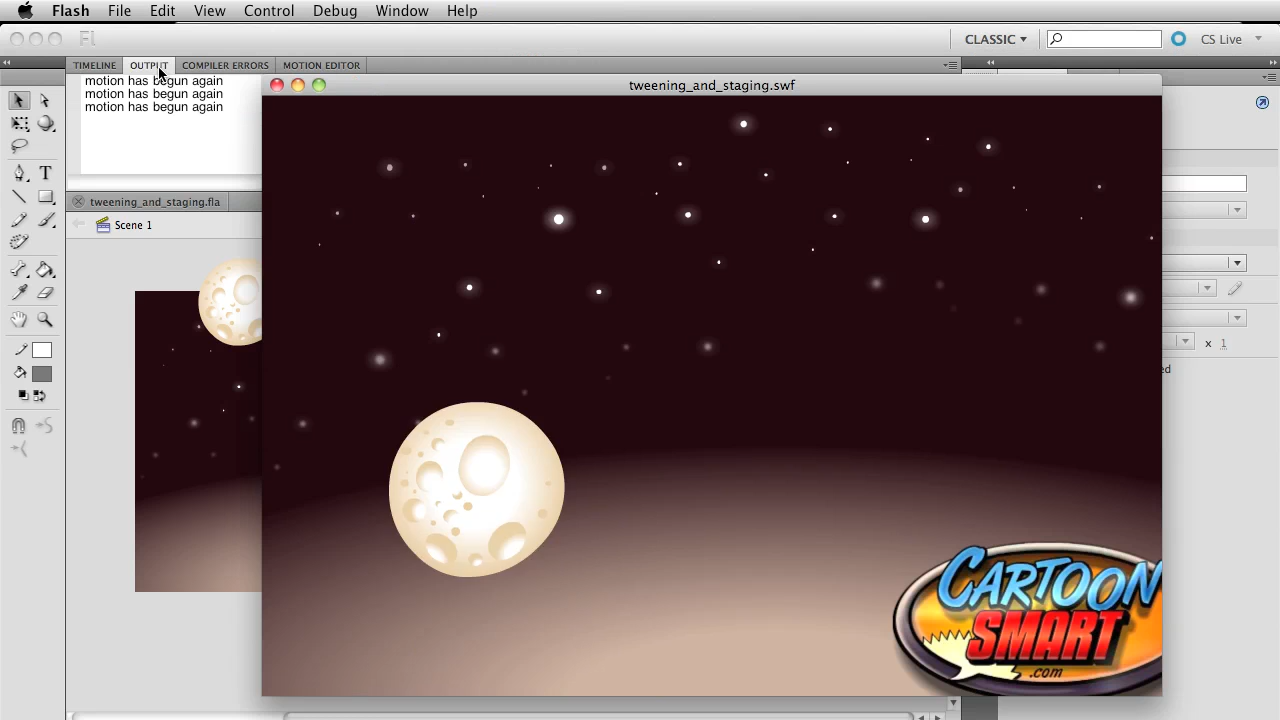 Flash File Edit View Control Debug Window Help
Fl
CLASSIC
CS Live
TIMELINE OUTPUT COMPILER ERRORS MOTION EDITOR
motion has begun again
motion has begun again
motion has begun again
tweening_and_staging.swf
tweening_and_staging.fla
Scene 1
T
x 1
ed
CARTOON
SMART
.com